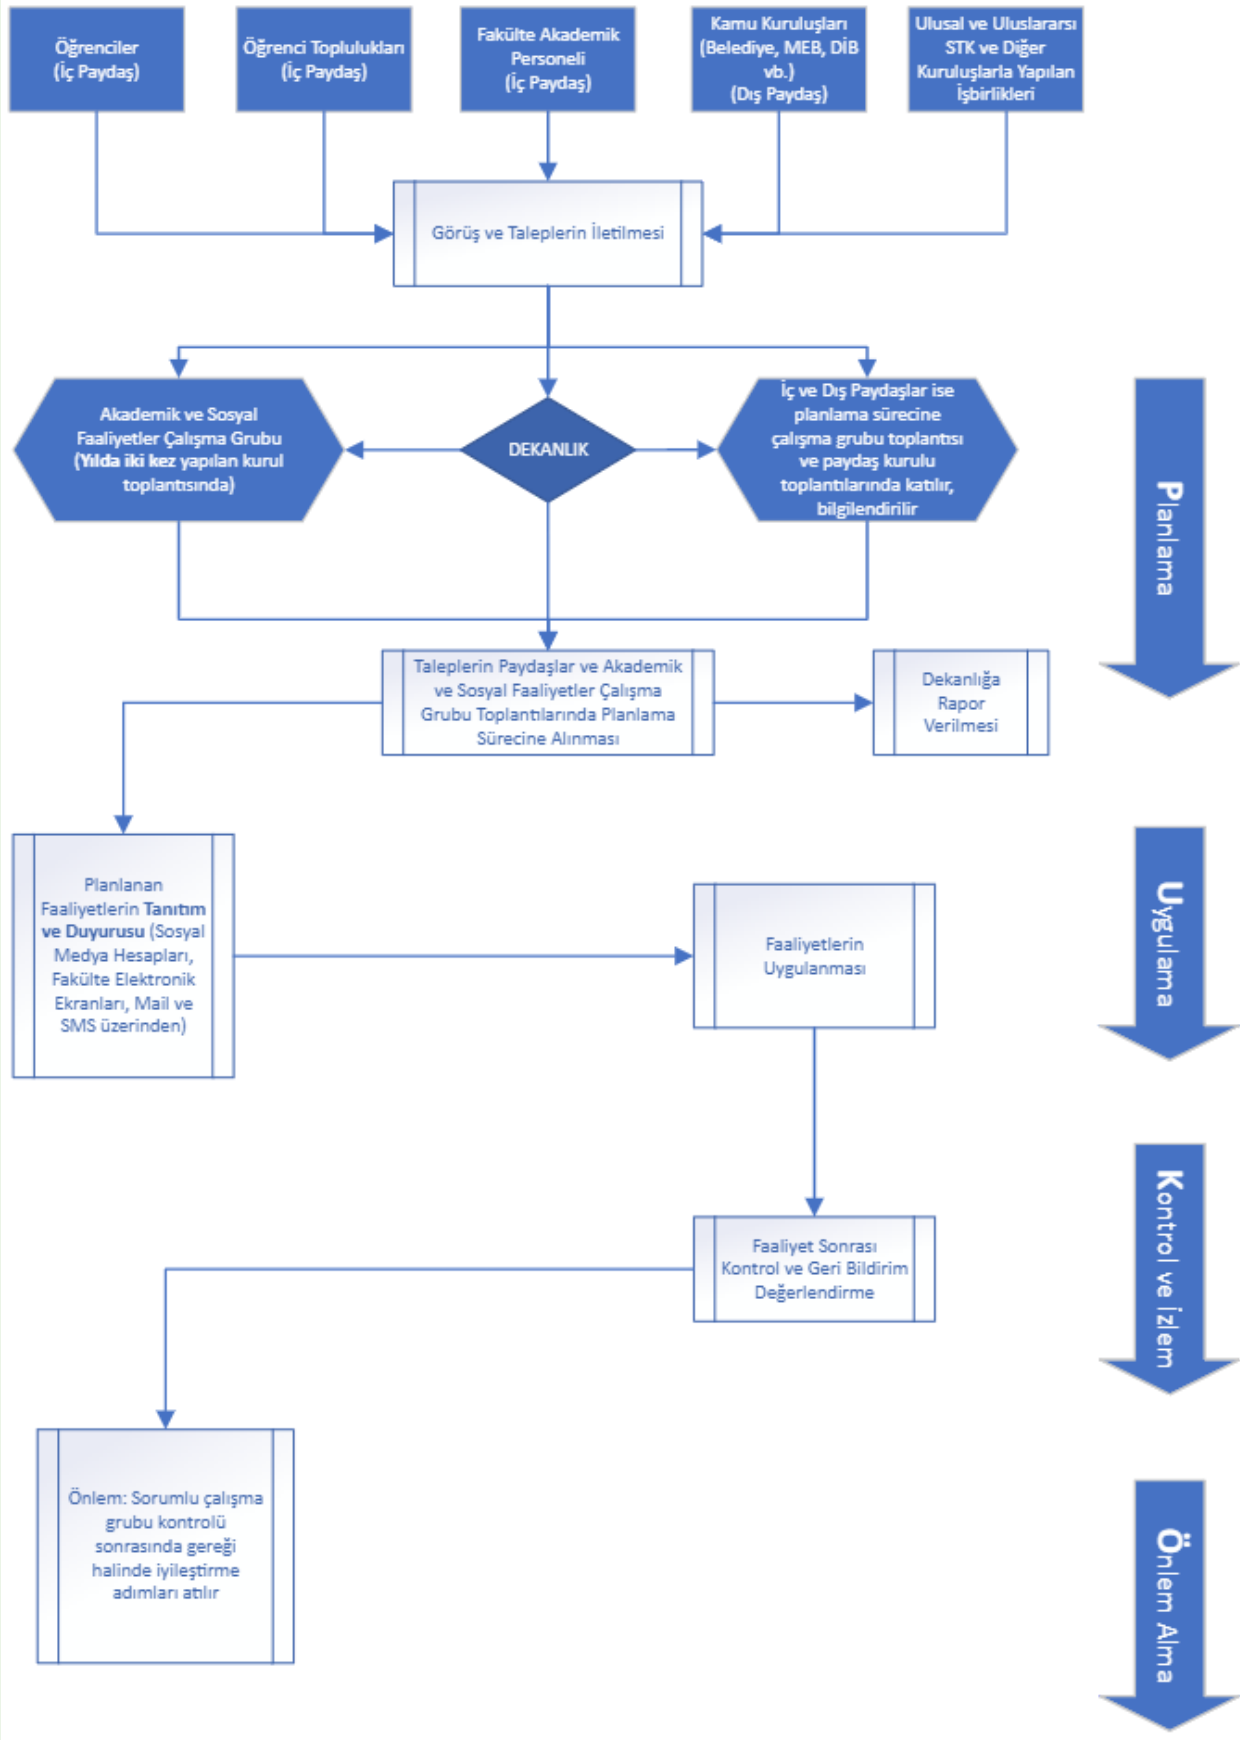 Öğrenciler
(İç Paydaş)
Öğrenci Toplulukları
(İç Paydaş)
Fakülte Akademik
Personeli
(İç Paydaş)
Kamu Kuruluşları
(Belediye, MEB, DİB
vb.)
(Dış Paydaş)
Ulusal ve Uluslararsı
STK ve Diğer
Kuruluşlarla Yapılan
İşbirlikleri
Görüş ve Taleplerin İletilmesi
Akademik ve Sosyal
Faaliyetler Çalışma Grubu
(Yılda iki kez yapılan kurul
toplantısında)
DEKANLIK
İç ve Dış Paydaşlar ise
planlama sürecine
çalışma grubu toplantısı
ve paydaş kurulu
toplantılarında katılır,
bilgilendirilir
Planlama
Taleplerin Paydaşlar ve Akademik
ve Sosyal Faaliyetler Çalışma
Grubu Toplantılarında Planlama
Sürecine Alınması
Dekanlığa
Rapor
Verilmesi
Planlanan
Faaliyetlerin Tanıtım
ve Duyurusu (Sosyal
Medya Hesapları,
Fakülte Elektronik
Ekranları, Mail ve
SMS üzerinden)
Faaliyetlerin
Uygulanması
Uygulama
Faaliyet Sonrası
Kontrol ve Geri Bildirim
Değerlendirme
Kontrol ve İzlem
Önlem: Sorumlu çalışma
grubu kontrolü
sonrasında gereği
halinde iyileştirme
adımları atılır
Önlem Alma